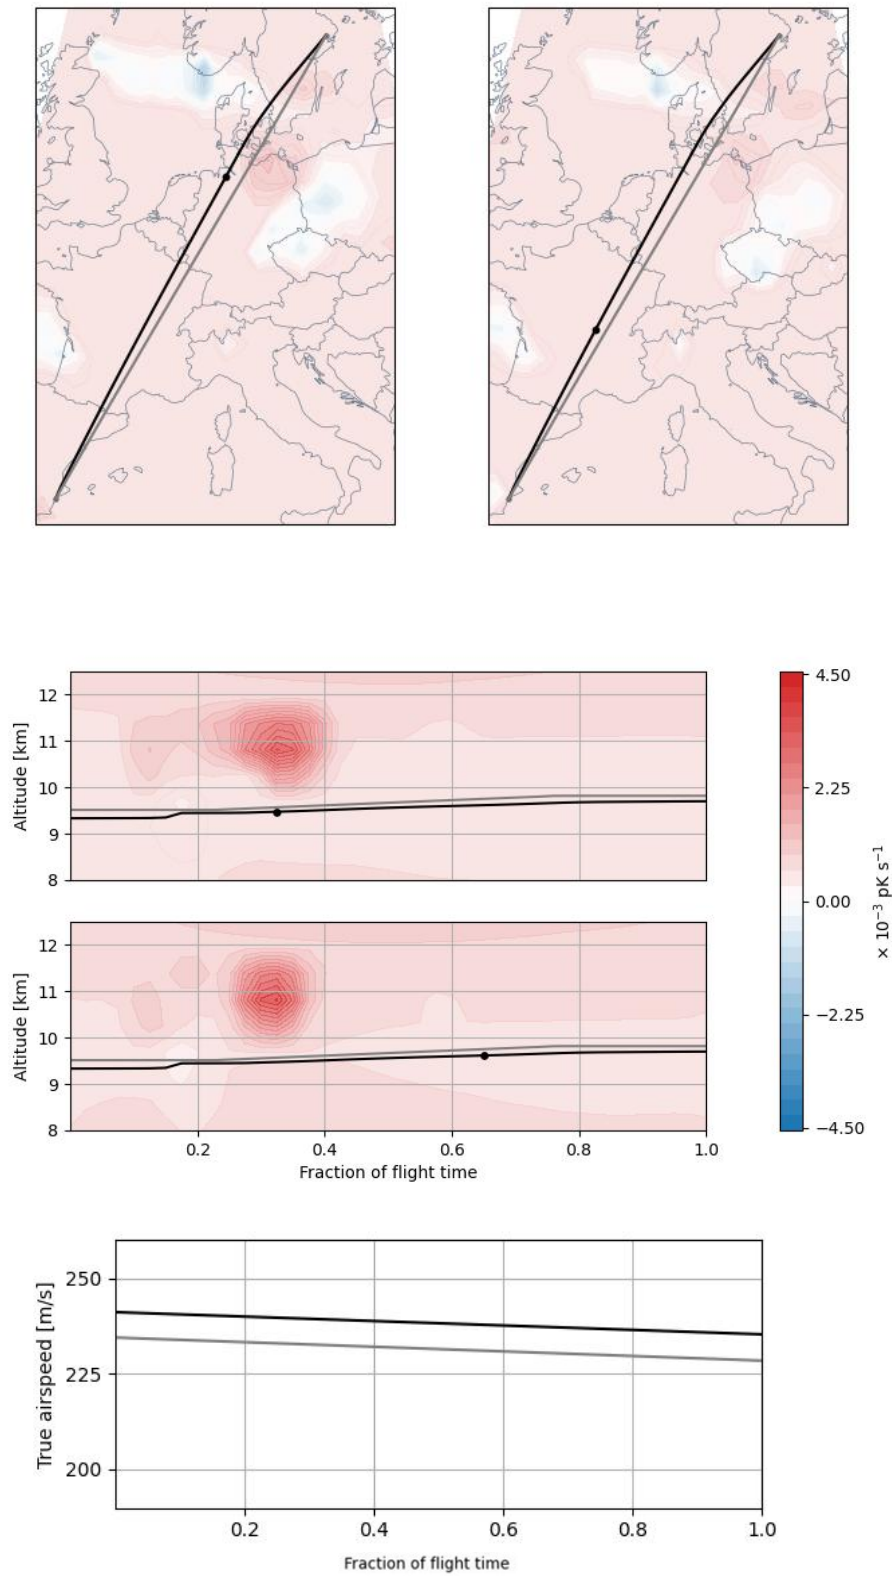 12
11
10
9
8
Altitude [km]
12
11
10
9
8
Altitude [km]
0.2 0.4 0.6 0.8 1.0
Fraction of flight time
4.50
2.25
0.00
−2.25
−4.50
× 10⁻³ pK s⁻¹
250
225
200
True airspeed [m/s]
0.2 0.4 0.6 0.8 1.0
Fraction of flight time